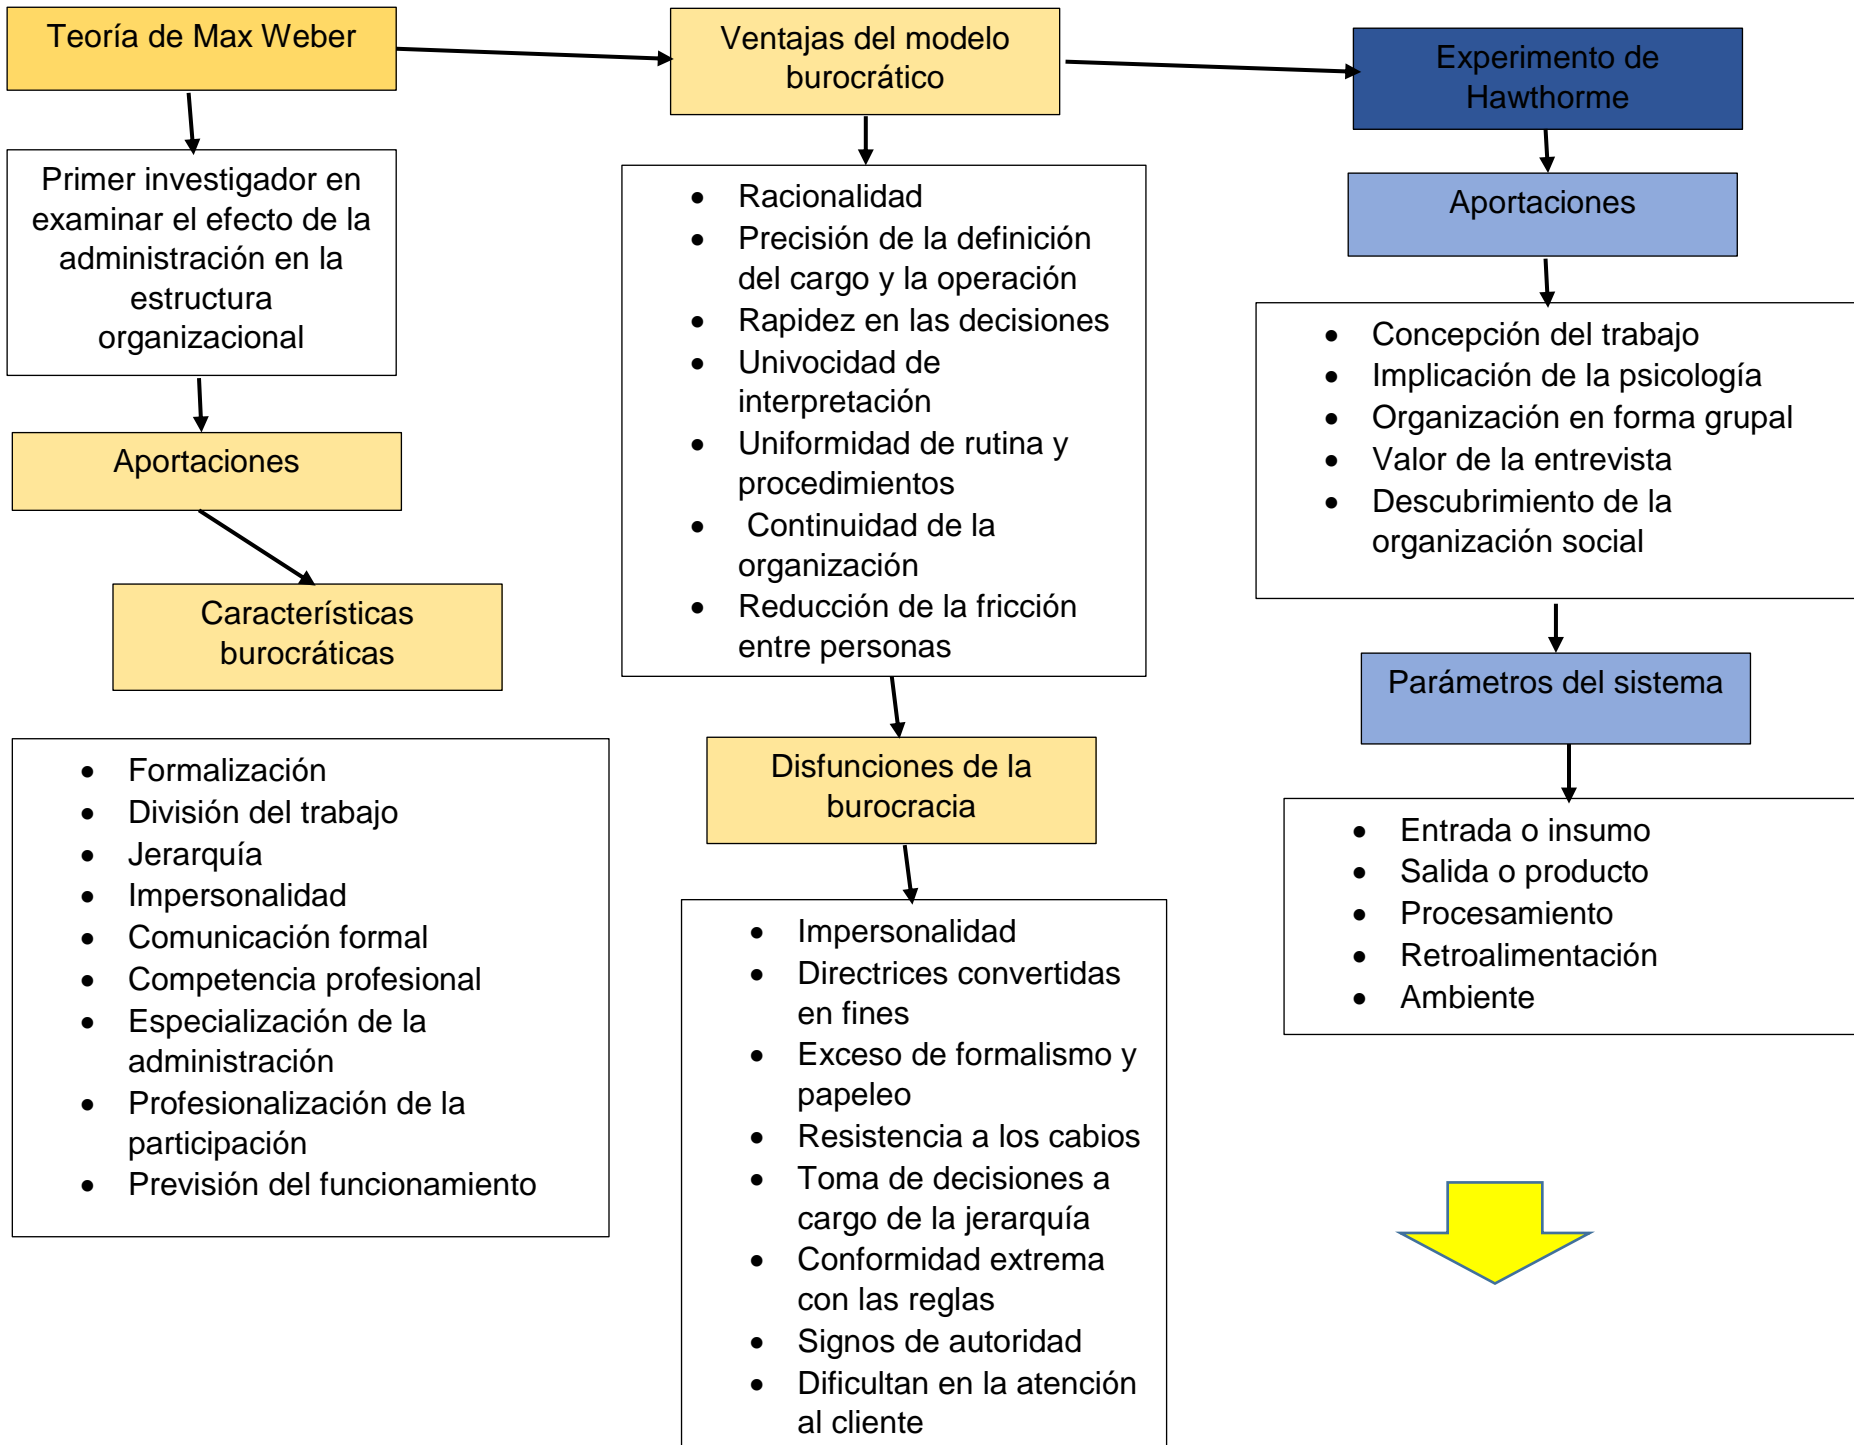 Teoría de Max Weber
Primer investigador en
examinar el efecto de la
administración en la
estructura
organizacional
Aportaciones
Características
burocráticas
• Formalización
• División del trabajo
• Jerarquía
• Impersonalidad
• Comunicación formal
• Competencia profesional
• Especialización de la
administración
• Profesionalización de la
participación
• Previsión del funcionamiento
Ventajas del modelo
burocrático
• Racionalidad
• Precisión de la definición
del cargo y la operación
• Rapidez en las decisiones
• Univocidad de
interpretación
• Uniformidad de rutina y
procedimientos
• Continuidad de la
organización
• Reducción de la fricción
entre personas
Disfunciones de la
burocracia
• Impersonalidad
• Directrices convertidas
en fines
• Exceso de formalismo y
papeleo
• Resistencia a los cabios
• Toma de decisiones a
cargo de la jerarquía
• Conformidad extrema
con las reglas
• Signos de autoridad
• Dificultan en la atención
al cliente
Experimento de
Hawthorme
Aportaciones
• Concepción del trabajo
• Implicación de la psicología
• Organización en forma grupal
• Valor de la entrevista
• Descubrimiento de la
organización social
Parámetros del sistema
• Entrada o insumo
• Salida o producto
• Procesamiento
• Retroalimentación
• Ambiente